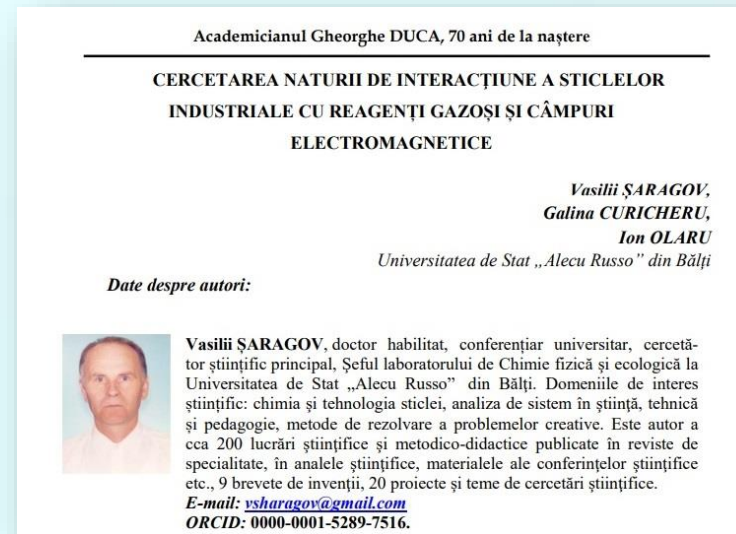 Academicianul Gheorghe DUCA, 70 ani de la naștere
CERCETAREA NATURII DE INTERACȚIUNE A STICLELOR
INDUSTRIALE CU REAGENȚI GAZOȘI ȘI CÂMPURI
ELECTROMAGNETICE
Vasilii ȘARAGOV,
Galina CURICHERU,
Ion OLARU
Universitatea de Stat „Alecu Russo” din Bălți
Date despre autori:
Vasilii ȘARAGOV, doctor habilitat, conferențiar universitar, cercetă-
tor științific principal, Șeful laboratorului de Chimie fizică și ecologică la
Universitatea de Stat „Alecu Russo” din Bălți. Domeniile de interes
științific: chimia și tehnologia sticlei, analiza de sistem în știință, tehnică
și pedagogie, metode de rezolvare a problemelor creative. Este autor a
cca 200 lucrări științifice și metodico-didactice publicate în reviste de
specialitate, în analele științifice, materialele ale conferințelor științifice
etc., 9 brevete de invenții, 20 proiecte și teme de cercetări științifice.
E-mail: vsharagov@gmail.com
ORCID: 0000-0001-5289-7516.